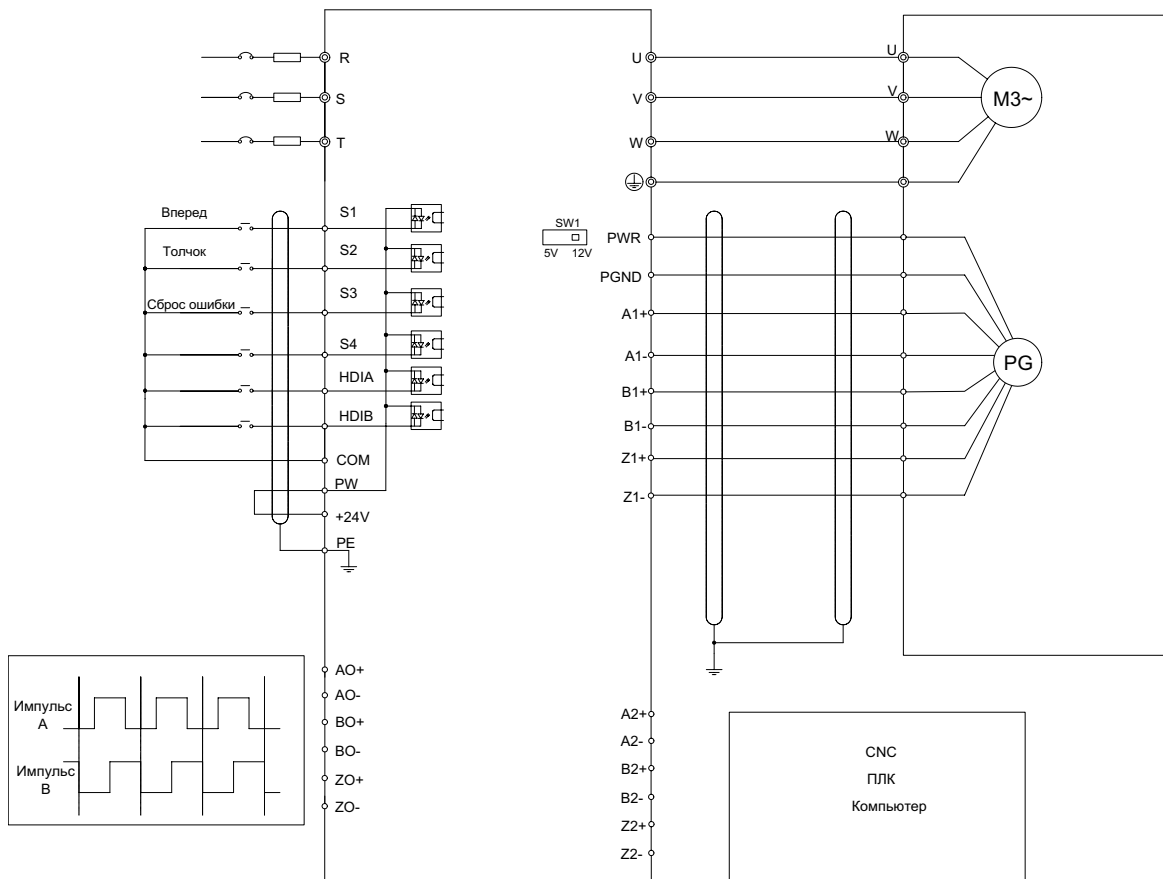 R
S
T
U
V
W
U
V
W
M3~
Вперед
Толчок
Сброс ошибки
S1
S2
S3
S4
HDIA
HDIB
COM
PW
+24V
PE
SW1
5V 12V
PWR
PGND
A1+
A1-
B1+
B1-
Z1+
Z1-
PG
Импульс
A
Импульс
B
AO+
AO-
BO+
BO-
ZO+
ZO-
A2+
A2-
B2+
B2-
Z2+
Z2-
CNC
ПЛК
Компьютер